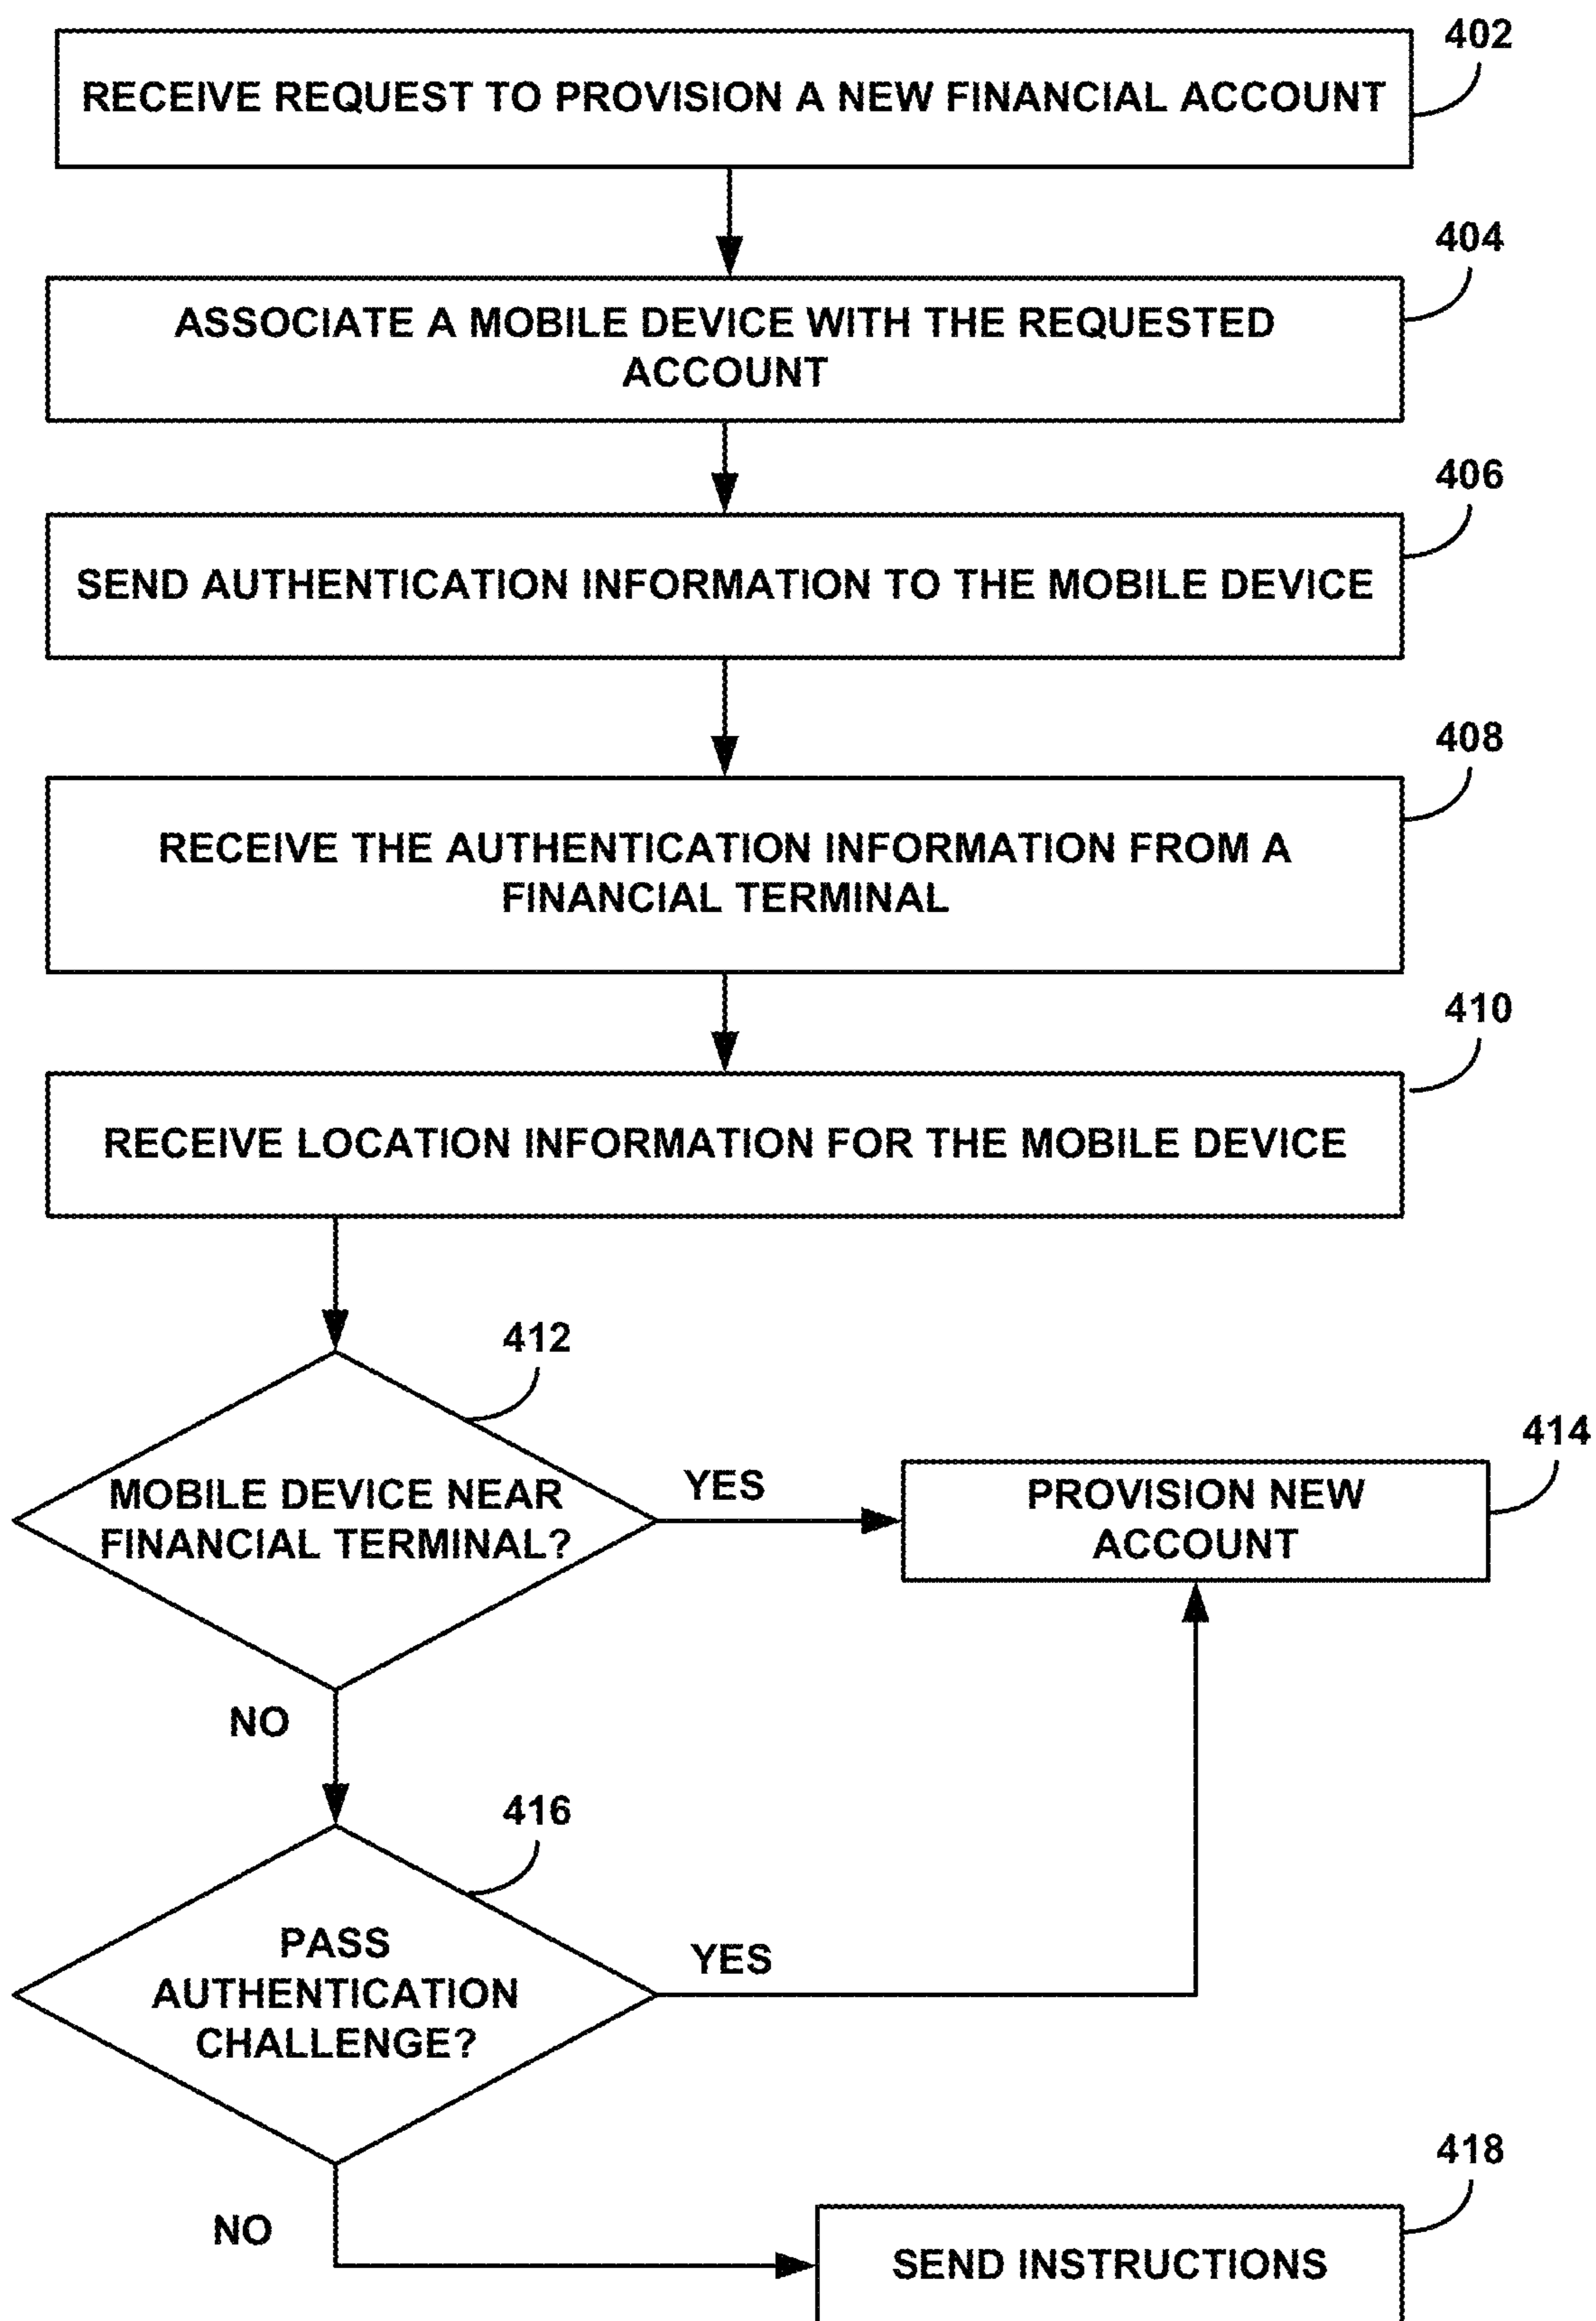 402
RECEIVE REQUEST TO PROVISION A NEW FINANCIAL ACCOUNT
404
ASSOCIATE A MOBILE DEVICE WITH THE REQUESTED
ACCOUNT
406
SEND AUTHENTICATION INFORMATION TO THE MOBILE DEVICE
408
RECEIVE THE AUTHENTICATION INFORMATION FROM A
FINANCIAL TERMINAL
410
RECEIVE LOCATION INFORMATION FOR THE MOBILE DEVICE
412
MOBILE DEVICE NEAR
FINANCIAL TERMINAL?
YES
414
PROVISION NEW
ACCOUNT
NO
416
PASS
AUTHENTICATION
CHALLENGE?
YES
NO
418
SEND INSTRUCTIONS